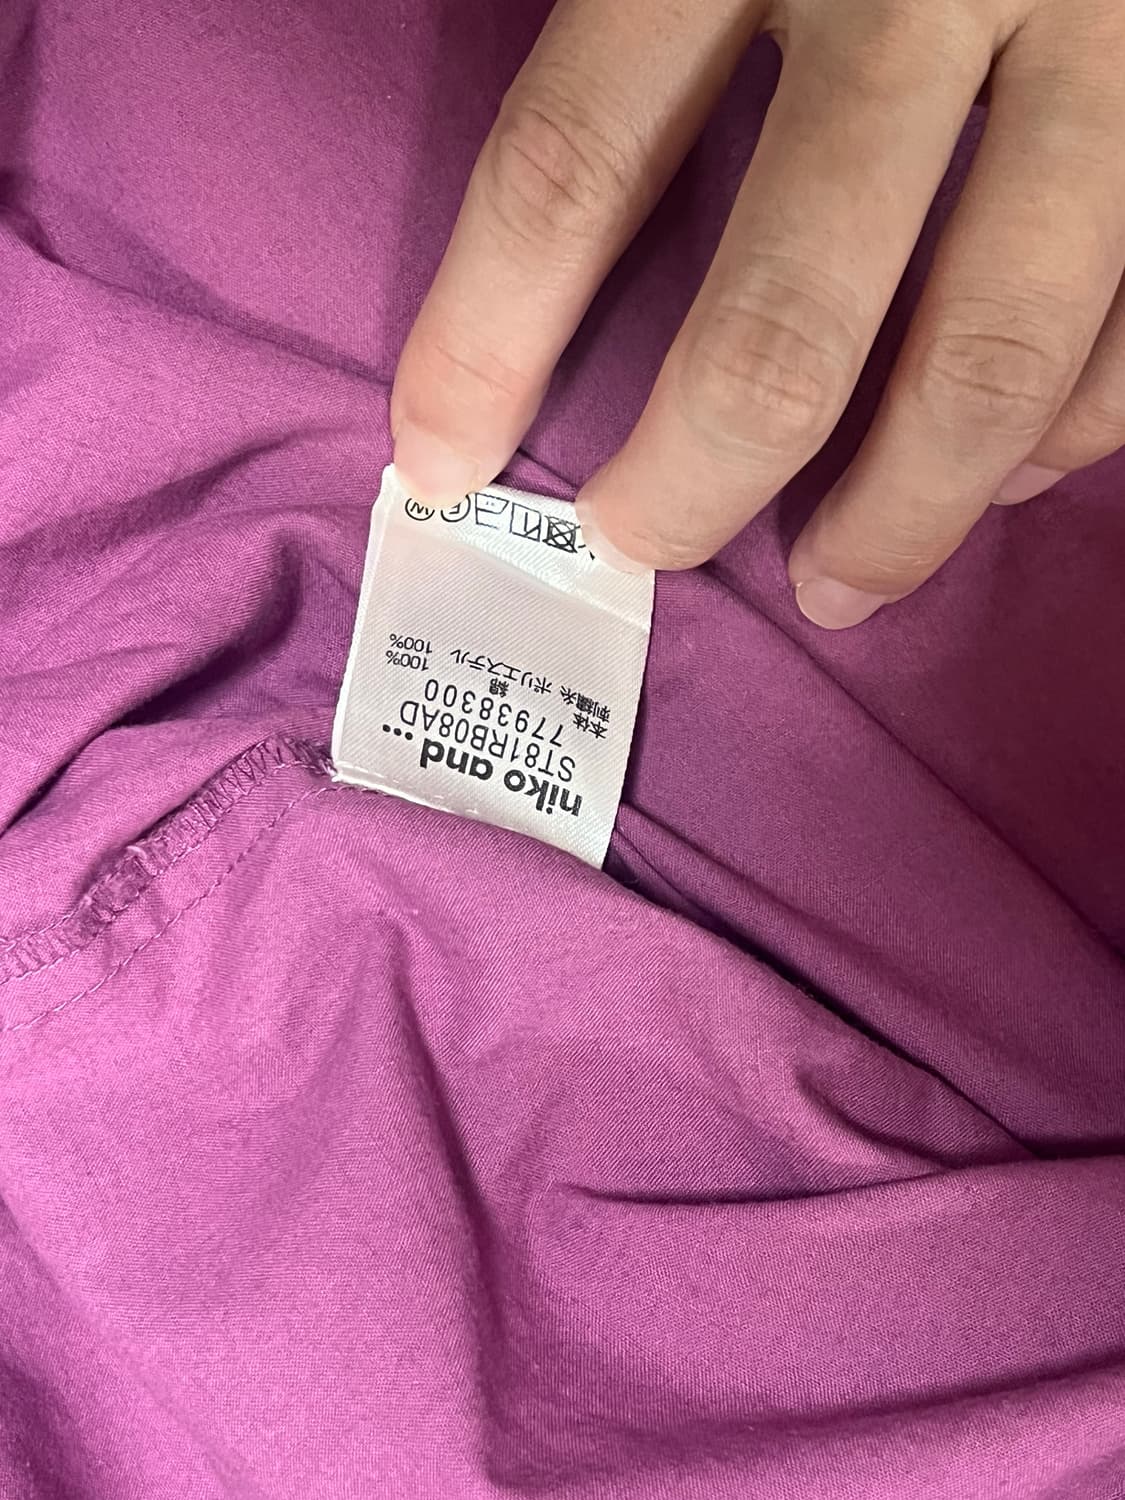 niko and ...
ST81RB08AD
77938300
本体 綿 100%
刺繍糸 ポリエステル 100%
F
W